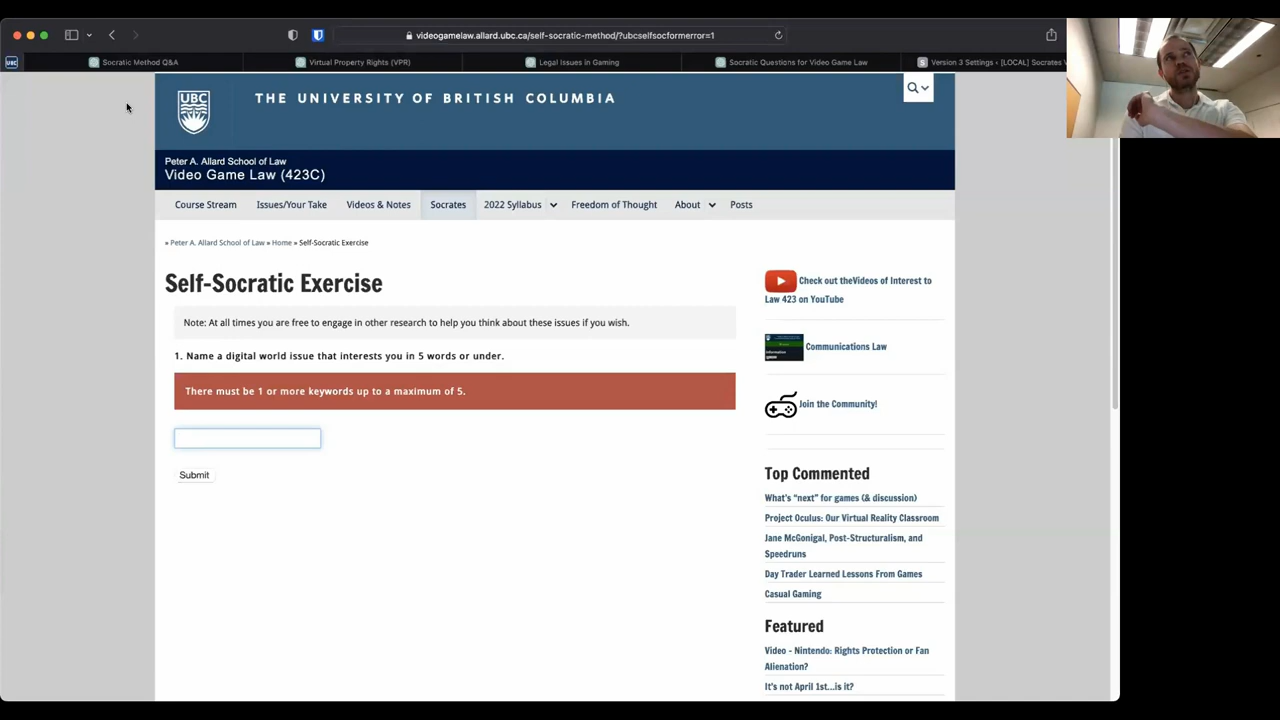 videogamelaw.allard.ubc.ca/self-socratic-method/?ubcselfsocformerror=1
UBC
Socratic Method Q&A
Virtual Property Rights (VPR)
Legal Issues in Gaming
Socratic Questions for Video Game Law
Version 3 Settings ‹ [LOCAL] Socrates V
UBC
THE UNIVERSITY OF BRITISH COLUMBIA
Peter A. Allard School of Law
Video Game Law (423C)
Course Stream
Issues/Your Take
Videos & Notes
Socrates
2022 Syllabus
Freedom of Thought
About
Posts
» Peter A. Allard School of Law » Home » Self-Socratic Exercise
Self-Socratic Exercise
Note: At all times you are free to engage in other research to help you think about these issues if you wish.
1. Name a digital world issue that interests you in 5 words or under.
There must be 1 or more keywords up to a maximum of 5.
Submit
Check out theVideos of Interest to
Law 423 on YouTube
Communications Law
Join the Community!
Top Commented
What's “next” for games (& discussion)
Project Oculus: Our Virtual Reality Classroom
Jane McGonigal, Post-Structuralism, and
Speedruns
Day Trader Learned Lessons From Games
Casual Gaming
Featured
Video – Nintendo: Rights Protection or Fan
Alienation?
It's not April 1st...is it?